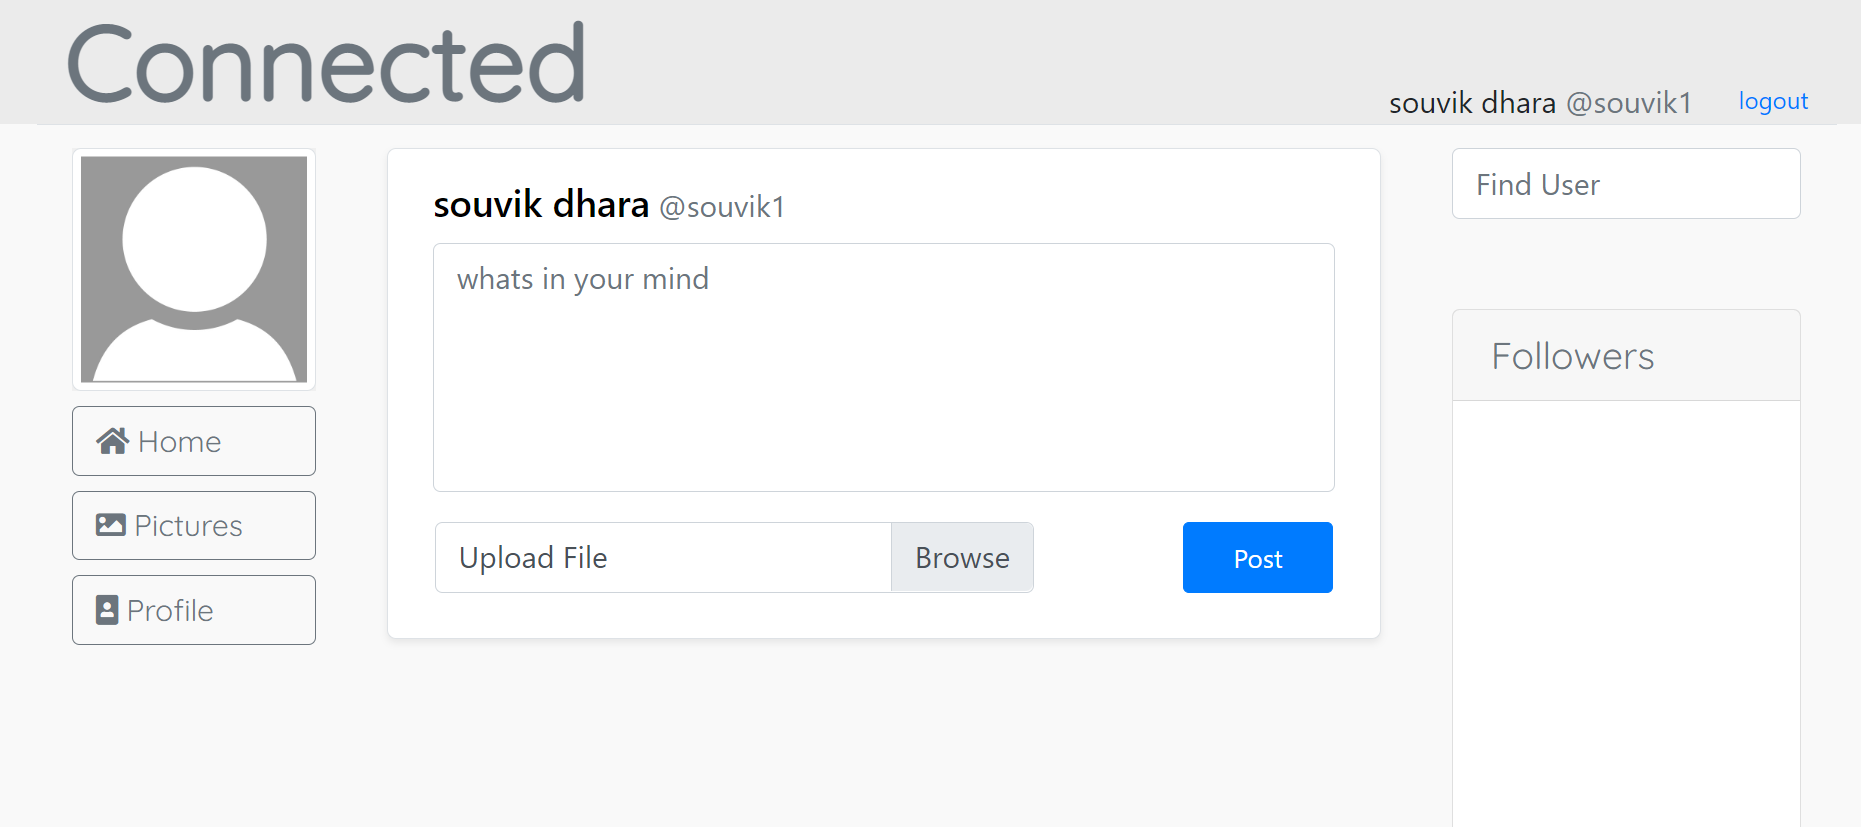 Connected
souvik dhara @souvik1 logout
Home
Pictures
Profile
souvik dhara @souvik1
whats in your mind
Upload File Browse Post
Find User
Followers